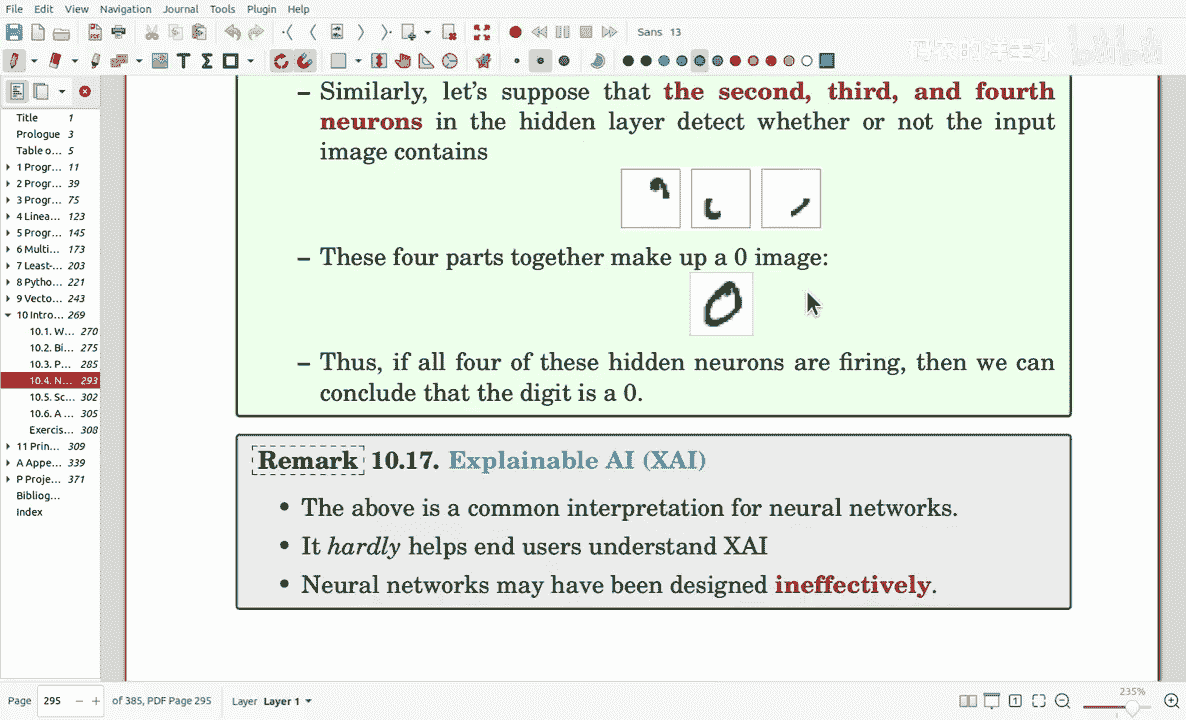 File Edit View Navigation Journal Tools Plugin Help
Sans 13
Title 1
Prologue 3
Table o... 5
1 Progr... 11
2 Progr... 39
3 Progr... 75
4 Linea... 123
5 Progr... 145
6 Multi... 173
7 Least-... 203
8 Pytho... 221
9 Vecto... 243
10 Intro... 269
10.1. W... 270
10.2. Bi... 275
10.3. P... 285
10.4. N... 293
10.5. Sc... 302
10.6. A ... 305
Exercis... 308
11 Prin... 309
A Appe... 339
P Proje... 371
Bibliog...
Index
– Similarly, let's suppose that the second, third, and fourth
neurons in the hidden layer detect whether or not the input
image contains
– These four parts together make up a 0 image:
– Thus, if all four of these hidden neurons are firing, then we can
conclude that the digit is a 0.
Remark 10.17. Explainable AI (XAI)
• The above is a common interpretation for neural networks.
• It hardly helps end users understand XAI
• Neural networks may have been designed ineffectively.
Page 295 of 385, PDF Page 295 Layer Layer 1 235%